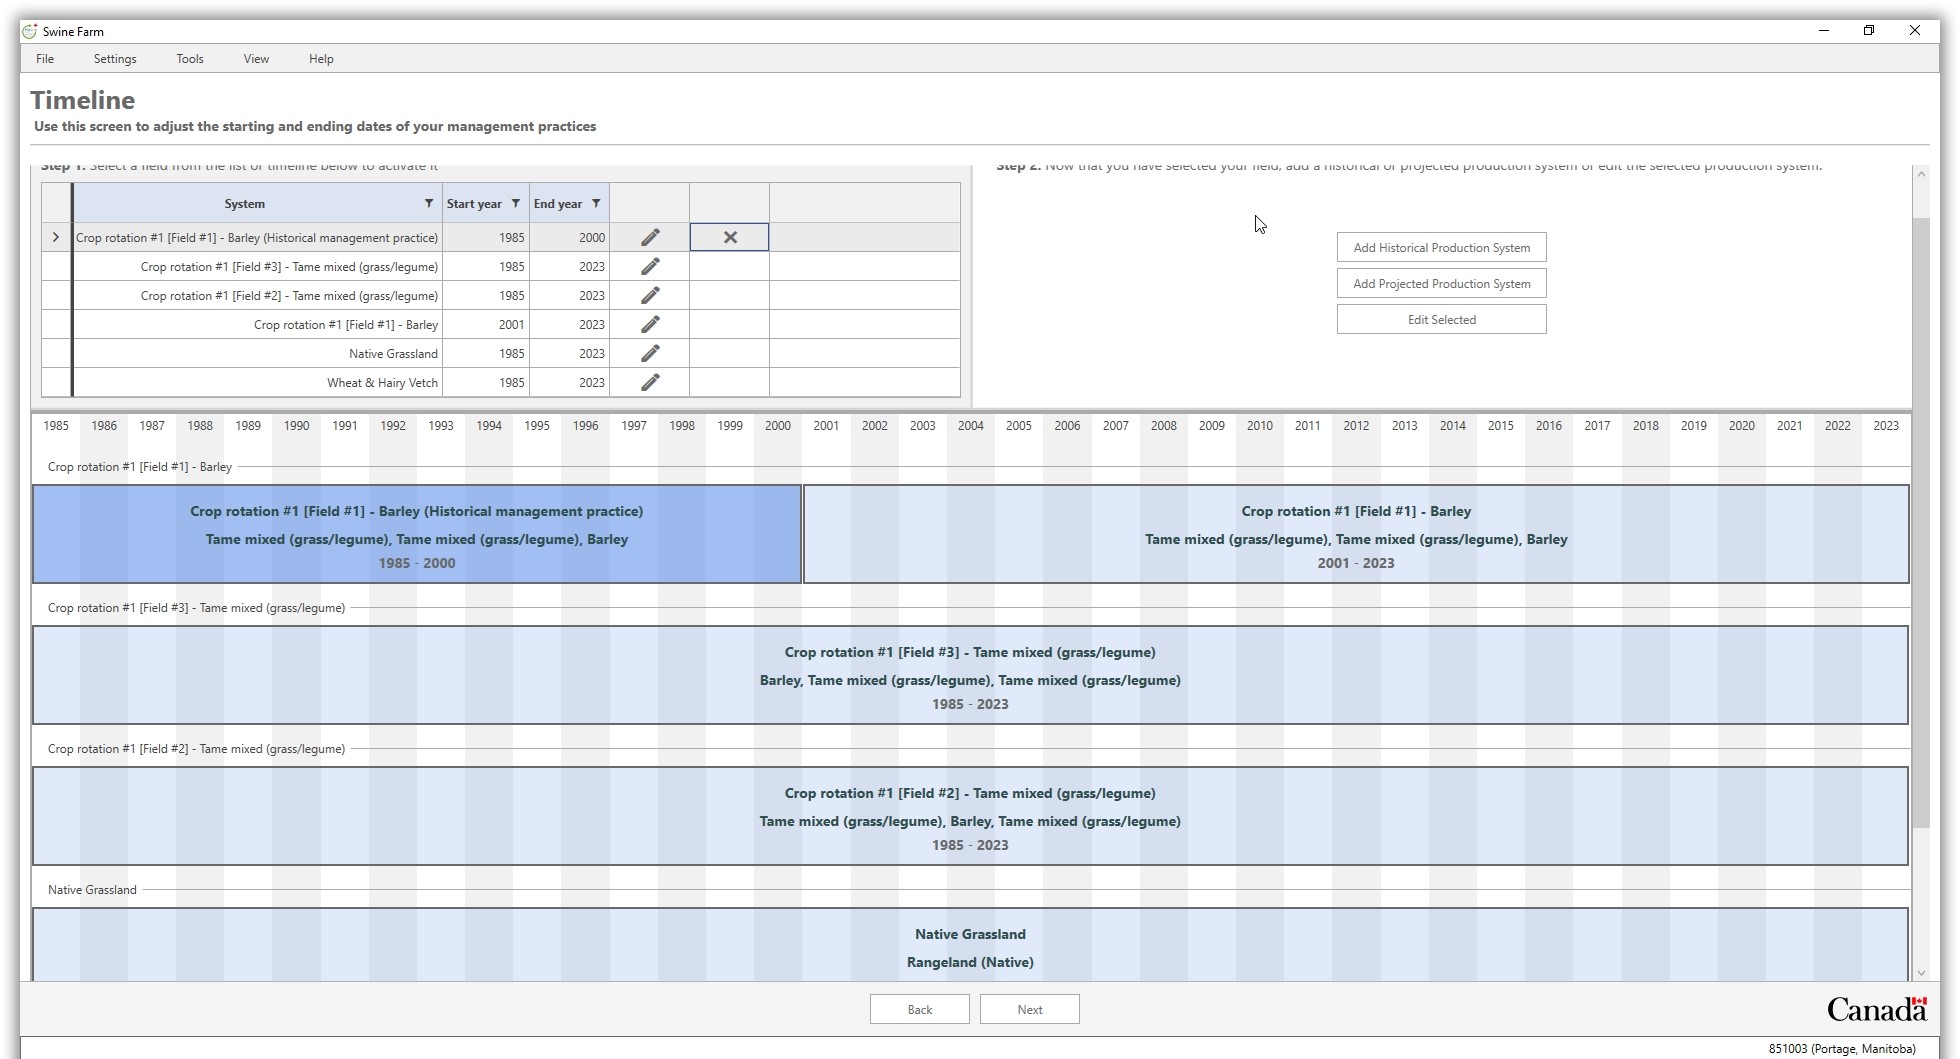 Swine Farm
File Settings Tools View Help
Timeline
Use this screen to adjust the starting and ending dates of your management practices
Step 1. Select a field from the list or timeline below to activate it
Step 2. Now that you have selected your field, add a historical or projected production system or edit the selected production system.
System Start year End year
Crop rotation #1 [Field #1] - Barley (Historical management practice) 1985 2000
Crop rotation #1 [Field #3] - Tame mixed (grass/legume) 1985 2023
Crop rotation #1 [Field #2] - Tame mixed (grass/legume) 1985 2023
Crop rotation #1 [Field #1] - Barley 2001 2023
Native Grassland 1985 2023
Wheat & Hairy Vetch 1985 2023
Add Historical Production System
Add Projected Production System
Edit Selected
1985 1986 1987 1988 1989 1990 1991 1992 1993 1994 1995 1996 1997 1998 1999 2000 2001 2002 2003 2004 2005 2006 2007 2008 2009 2010 2011 2012 2013 2014 2015 2016 2017 2018 2019 2020 2021 2022 2023
Crop rotation #1 [Field #1] - Barley
Crop rotation #1 [Field #1] - Barley (Historical management practice)
Tame mixed (grass/legume), Tame mixed (grass/legume), Barley
1985 - 2000
Crop rotation #1 [Field #1] - Barley
Tame mixed (grass/legume), Tame mixed (grass/legume), Barley
2001 - 2023
Crop rotation #1 [Field #3] - Tame mixed (grass/legume)
Crop rotation #1 [Field #3] - Tame mixed (grass/legume)
Barley, Tame mixed (grass/legume), Tame mixed (grass/legume)
1985 - 2023
Crop rotation #1 [Field #2] - Tame mixed (grass/legume)
Crop rotation #1 [Field #2] - Tame mixed (grass/legume)
Tame mixed (grass/legume), Barley, Tame mixed (grass/legume)
1985 - 2023
Native Grassland
Native Grassland
Rangeland (Native)
Back Next
Canada
851003 (Portage, Manitoba)